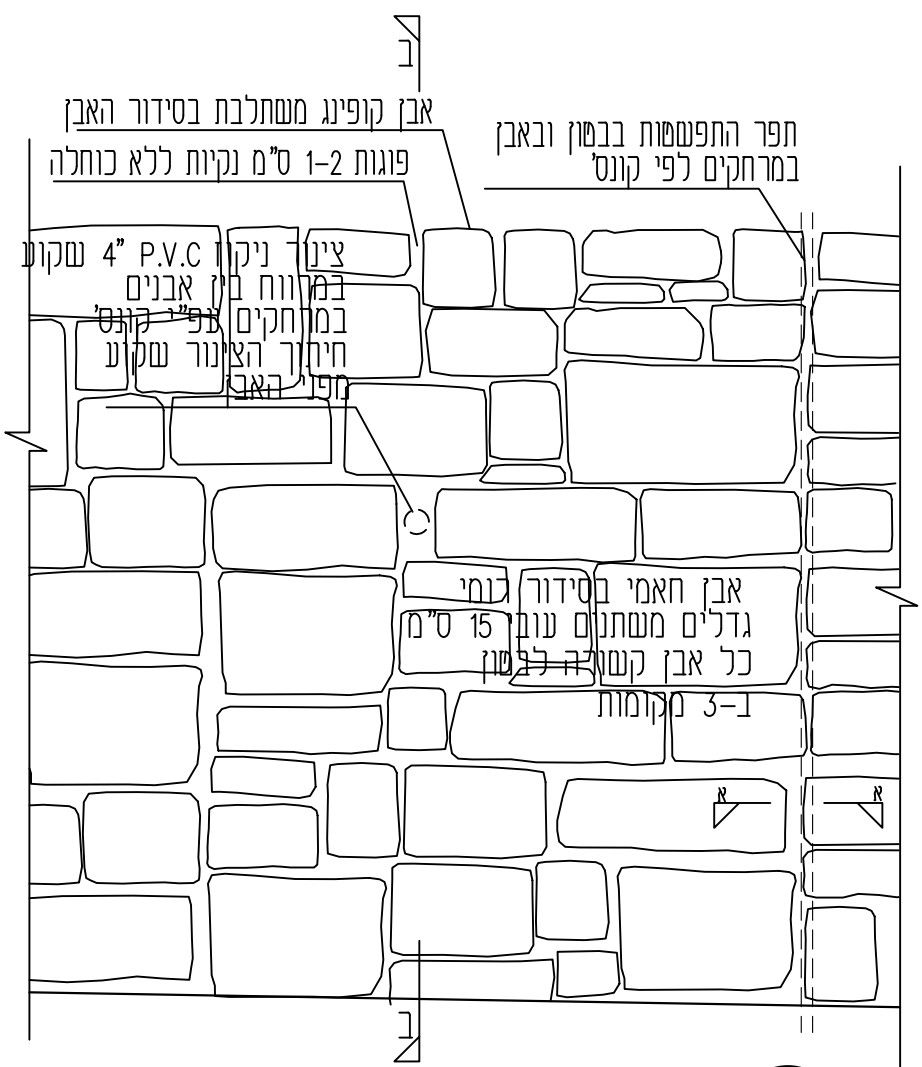 ב
אבן קופינג משתלבת בסידור האבן
פוגות 1-2 ס"מ נקיות ללא כוחלה
תפר התפשטות בבטון ובאבן
במרחקים לפי קונס'
צינור ניקוז P.V.C 4" שקוע
במרווח בין אבנים
במרחקים עפ"י קונס'
חיתוך הצינור שקוע
מפני האבן
אבן חאמי בסידור רומי
גדלים משתנים עובי 15 ס"מ
כל אבן קשורה לבטון
ב-3 מקומות
א
א
ב